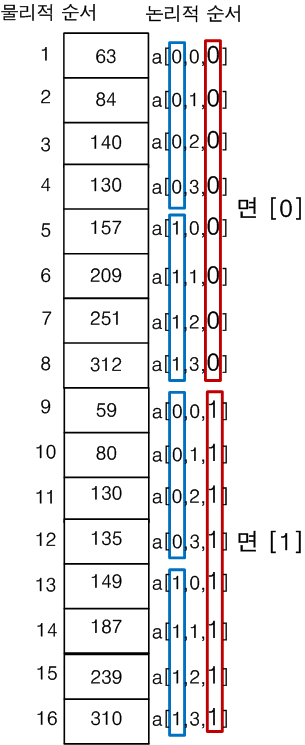 물리적 순서 논리적 순서
1 63 a[0,0,0]
2 84 a[0,1,0]
3 140 a[0,2,0]
4 130 a[0,3,0]
면 [0]
5 157 a[1,0,0]
6 209 a[1,1,0]
7 251 a[1,2,0]
8 312 a[1,3,0]
9 59 a[0,0,1]
10 80 a[0,1,1]
11 130 a[0,2,1]
12 135 a[0,3,1] 면 [1]
13 149 a[1,0,1]
14 187 a[1,1,1]
15 239 a[1,2,1]
16 310 a[1,3,1]